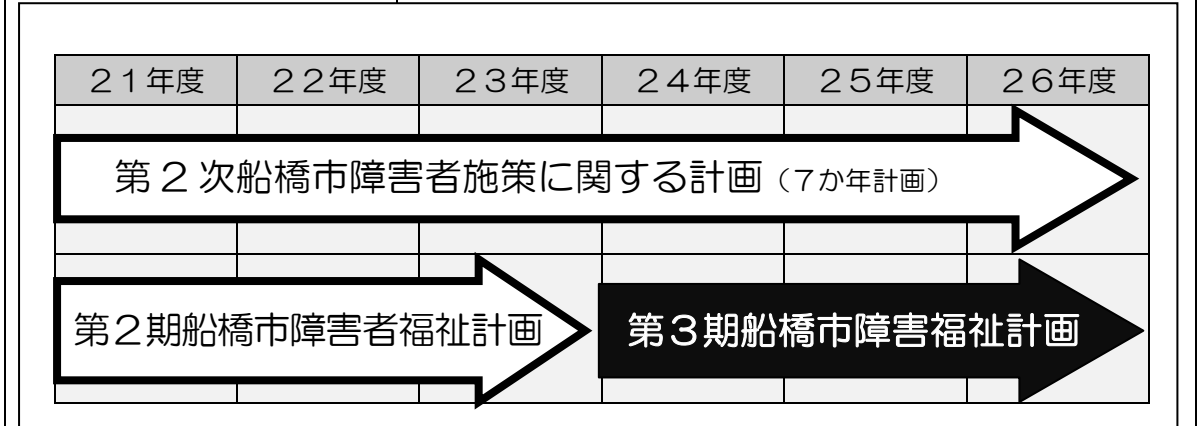 ２１年度 ２２年度 ２３年度 ２４年度 ２５年度 ２６年度
第２次船橋市障害者施策に関する計画（７か年計画）
第２期船橋市障害者福祉計画 第３期船橋市障害福祉計画